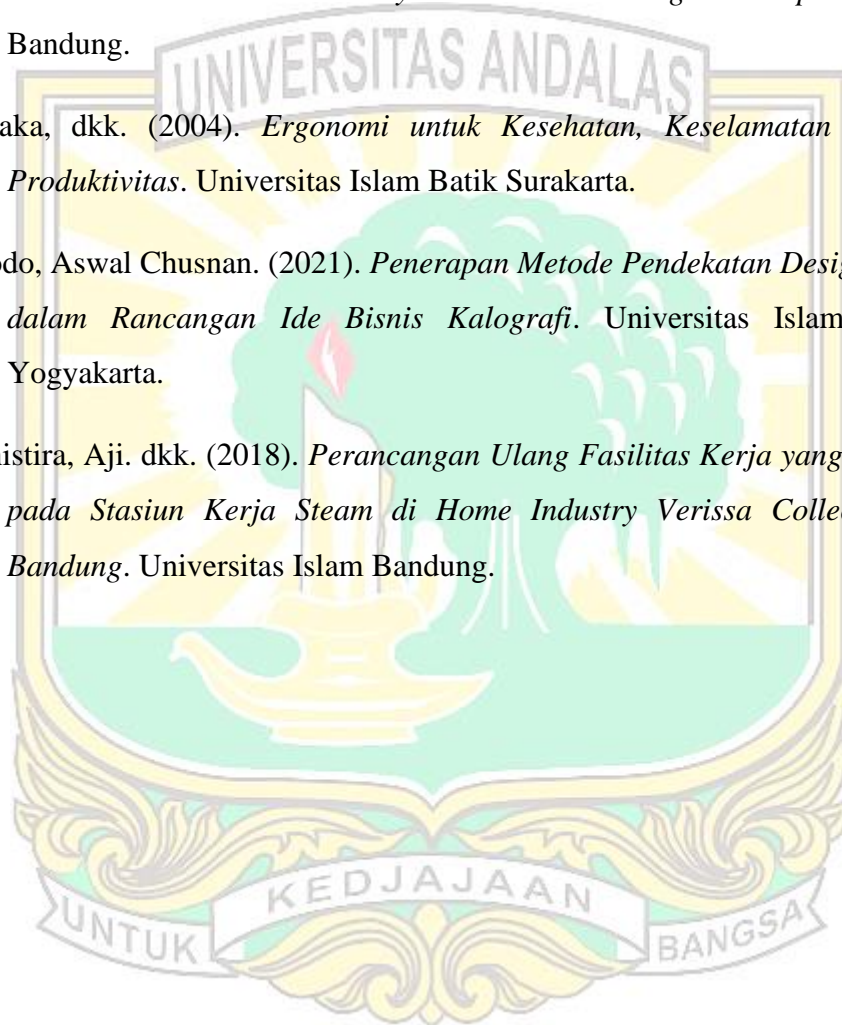 Bandung.
UNIVERSITAS ANDALAS
aka, dkk. (2004). Ergonomi untuk Kesehatan, Keselamatan
Produktivitas. Universitas Islam Batik Surakarta.
odo, Aswal Chusnan. (2021). Penerapan Metode Pendekatan Desig
dalam Rancangan Ide Bisnis Kalografi. Universitas Islam
Yogyakarta.
istira, Aji. dkk. (2018). Perancangan Ulang Fasilitas Kerja yang
pada Stasiun Kerja Steam di Home Industry Verissa Colle
Bandung. Universitas Islam Bandung.
UNTUK KEDJAJAAN BANGSA